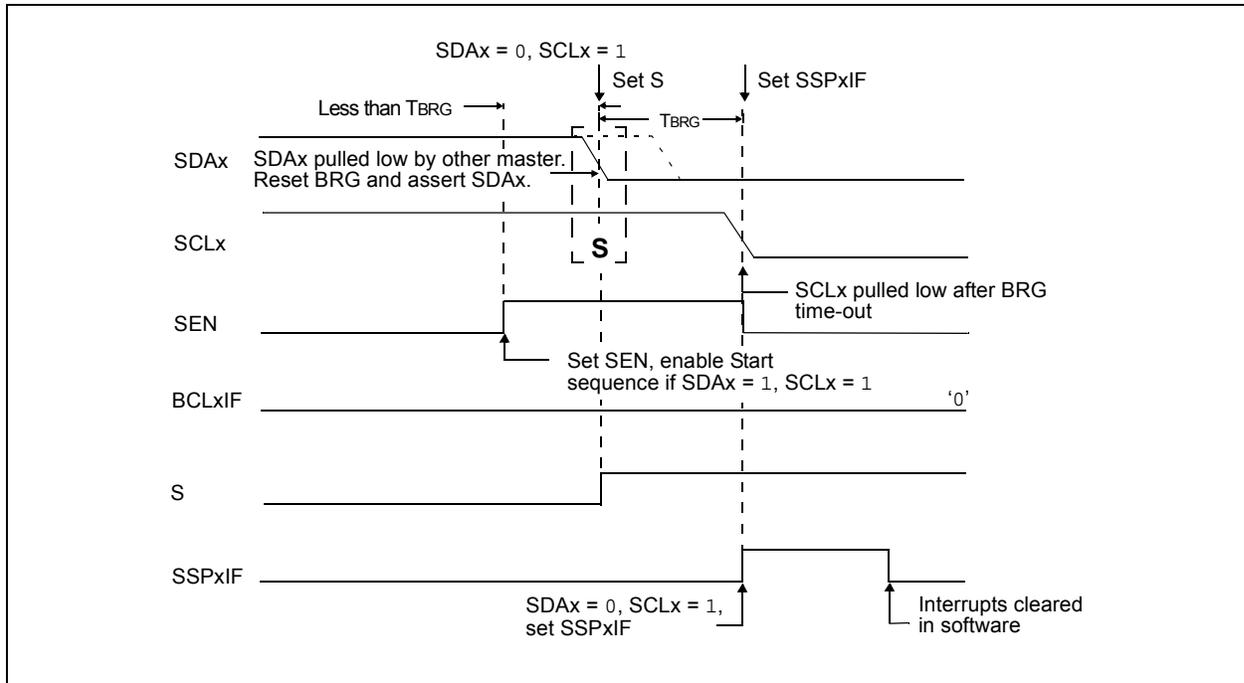 SDAx = 0, SCLx = 1
Set S
Set SSPxIF
Less than TBRG
TBRG
SDAx
SDAx pulled low by other master.
Reset BRG and assert SDAx.
SCLx
S
SCLx pulled low after BRG
time-out
SEN
Set SEN, enable Start
sequence if SDAx = 1, SCLx = 1
BCLxIF
‘0’
S
SSPxIF
SDAx = 0, SCLx = 1,
set SSPxIF
Interrupts cleared
in software